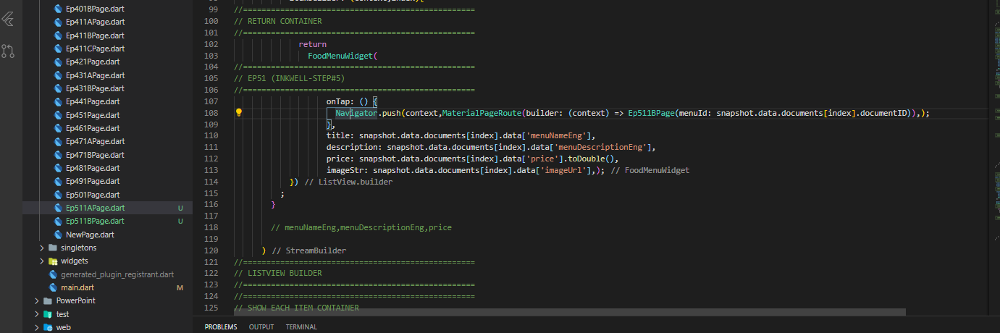 Ep401BPage.dart
Ep411APage.dart
Ep411BPage.dart
Ep411CPage.dart
Ep421Page.dart
Ep431APage.dart
Ep431BPage.dart
Ep441Page.dart
Ep451Page.dart
Ep461Page.dart
Ep471APage.dart
Ep471BPage.dart
Ep481Page.dart
Ep491Page.dart
Ep501Page.dart
Ep511APage.dart U
Ep511BPage.dart U
NewPage.dart
singletons
widgets
generated_plugin_registrant.dart
main.dart M
PowerPoint
test
web
99 //==================================================
100 // RETURN CONTAINER
101 //==================================================
102 return
103 FoodMenuWidget(
104 //==================================================
105 // EP51 (INKWELL-STEP#5)
106 //==================================================
107 onTap: () {
108 Navigator.push(context,MaterialPageRoute(builder: (context) => Ep511BPage(menuId: snapshot.data.documents[index].documentID)),);
109 },
110 title: snapshot.data.documents[index].data['menuNameEng'],
111 description: snapshot.data.documents[index].data['menuDescriptionEng'],
112 price: snapshot.data.documents[index].data['price'].toDouble(),
113 imageStr: snapshot.data.documents[index].data['imageUrl'],); // FoodMenuWidget
114 }) // ListView.builder
115 ;
116 }
117
118 // menuNameEng,menuDescriptionEng,price
119
120 ) // StreamBuilder
121 //==================================================
122 // LISTVIEW BUILDER
123 //==================================================
124 //==================================================
125 // SHOW EACH ITEM CONTAINER
PROBLEMS OUTPUT TERMINAL